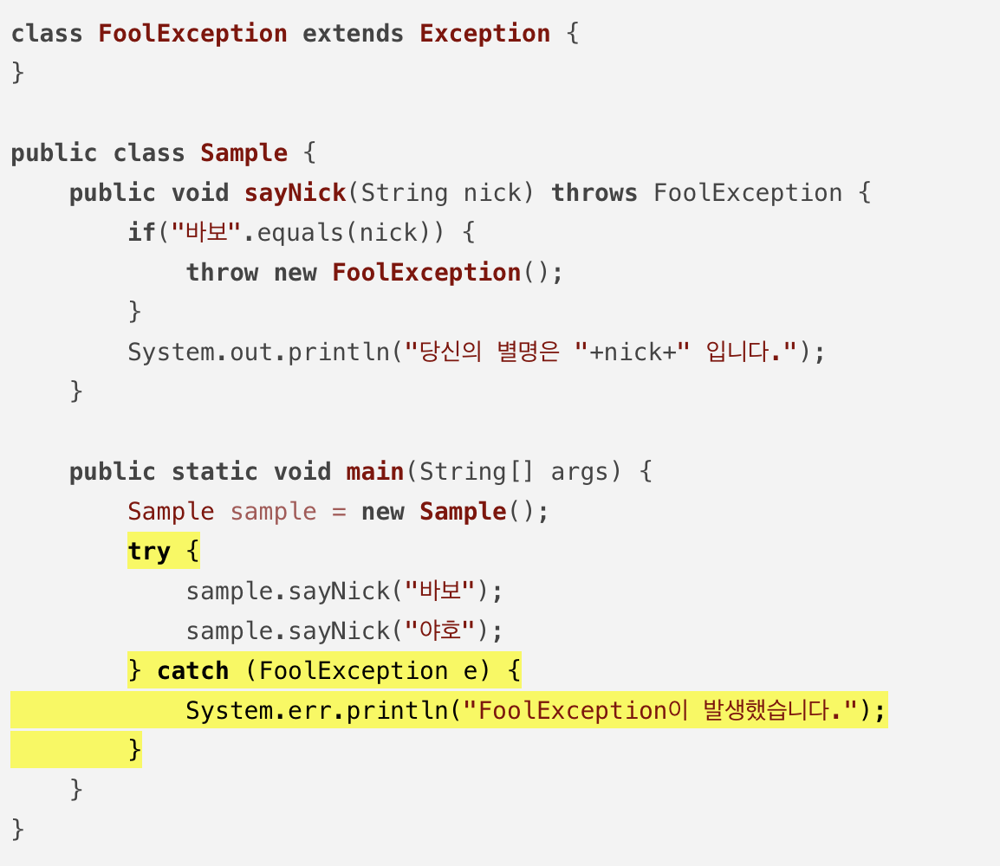 class FoolException extends Exception {
}

public class Sample {
    public void sayNick(String nick) throws FoolException {
        if("바보".equals(nick)) {
            throw new FoolException();
        }
        System.out.println("당신의 별명은 "+nick+" 입니다.");
    }

    public static void main(String[] args) {
        Sample sample = new Sample();
        try {
            sample.sayNick("바보");
            sample.sayNick("야호");
        } catch (FoolException e) {
            System.err.println("FoolException이 발생했습니다.");
        }
    }
}